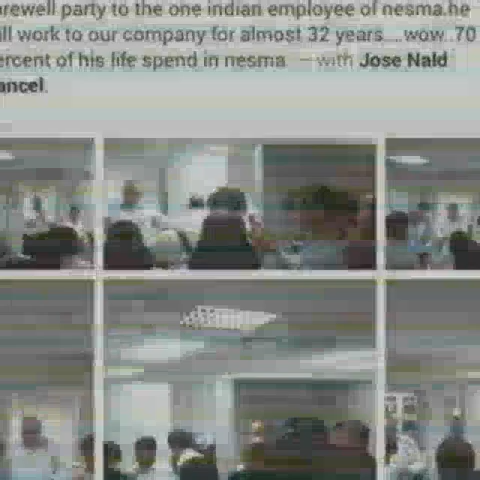 arewell party to the one indian employee of nesma.he
ill work to our company for almost 32 years....wow..70
ercent of his life spend in nesma — with Jose Nald
ancel.